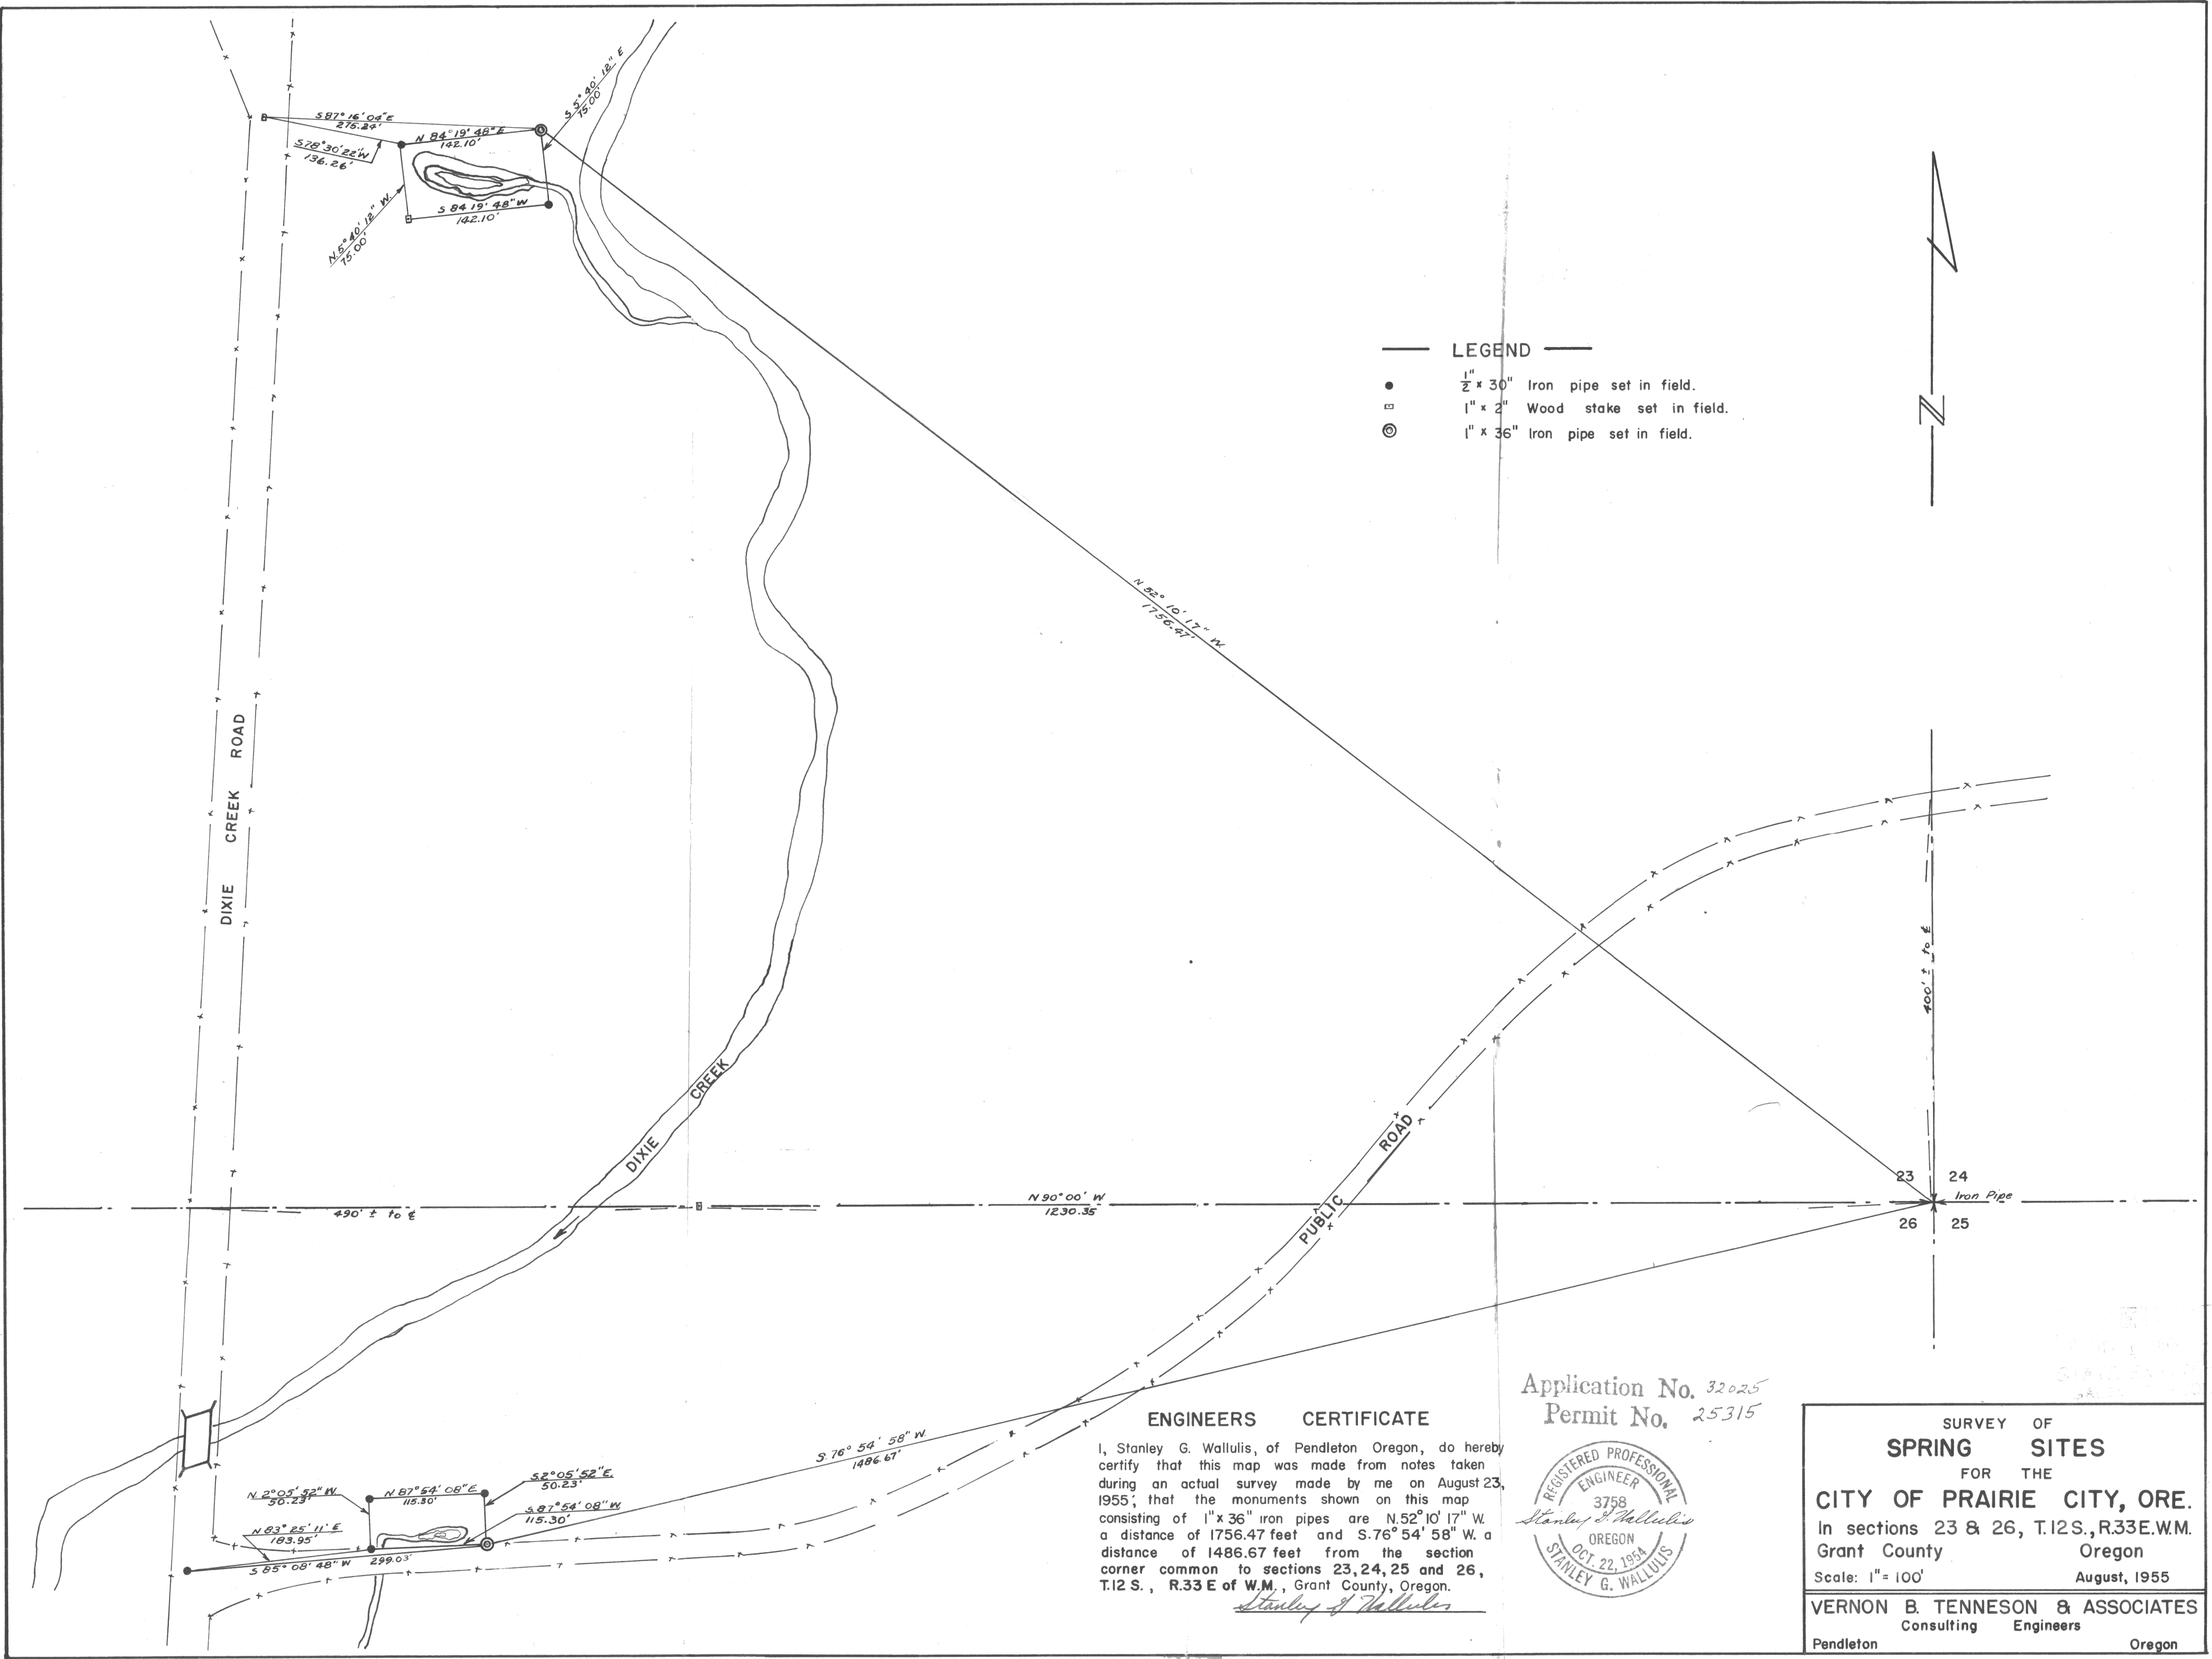 S 87° 16' 04" E
275.24'
N 84° 19' 48" E
142.10'
S 5° 40' 12" E
75.00'
S 78° 30' 22" W
136.26'
N. 5° 40' 12" W.
75.00'
S 84 19' 48" W
142.10'
LEGEND
1/2" x 30" Iron pipe set in field.
1" x 2" Wood stake set in field.
1" x 36" Iron pipe set in field.
N
N 52° 10' 17" W.
1756.47'
DIXIE CREEK ROAD
400' ± to ℄
DIXIE CREEK
PUBLIC ROAD
23 24
Iron Pipe
26 25
490' ± to ℄
N 90° 00' W
1230.35
S. 76° 54' 58" W.
1486.67'
N. 2° 05' 52" W
50.23'
N 87° 54' 08" E
115.30'
S. 2° 05' 52" E.
50.23'
S. 87° 54' 08" W.
115.30'
N 83° 25' 11" E
183.95'
S 85° 08' 48" W 299.03'
ENGINEERS CERTIFICATE
I, Stanley G. Wallulis, of Pendleton Oregon, do hereby
certify that this map was made from notes taken
during an actual survey made by me on August 23,
1955; that the monuments shown on this map
consisting of 1" x 36" iron pipes are N. 52° 10' 17" W.
a distance of 1756.47 feet and S. 76° 54' 58" W. a
distance of 1486.67 feet from the section
corner common to sections 23, 24, 25 and 26,
T.12 S., R.33 E of W.M., Grant County, Oregon.
Stanley G Wallulis
Application No. 32025
Permit No. 25315
REGISTERED PROFESSIONAL
ENGINEER
3758
Stanley G. Wallulis
OREGON
OCT. 22, 1954
STANLEY G. WALLULIS
SURVEY OF
SPRING SITES
FOR THE
CITY OF PRAIRIE CITY, ORE.
In sections 23 & 26, T.12S., R.33E.W.M.
Grant County Oregon
Scale: 1" = 100' August, 1955
VERNON B. TENNESON & ASSOCIATES
Consulting Engineers
Pendleton Oregon